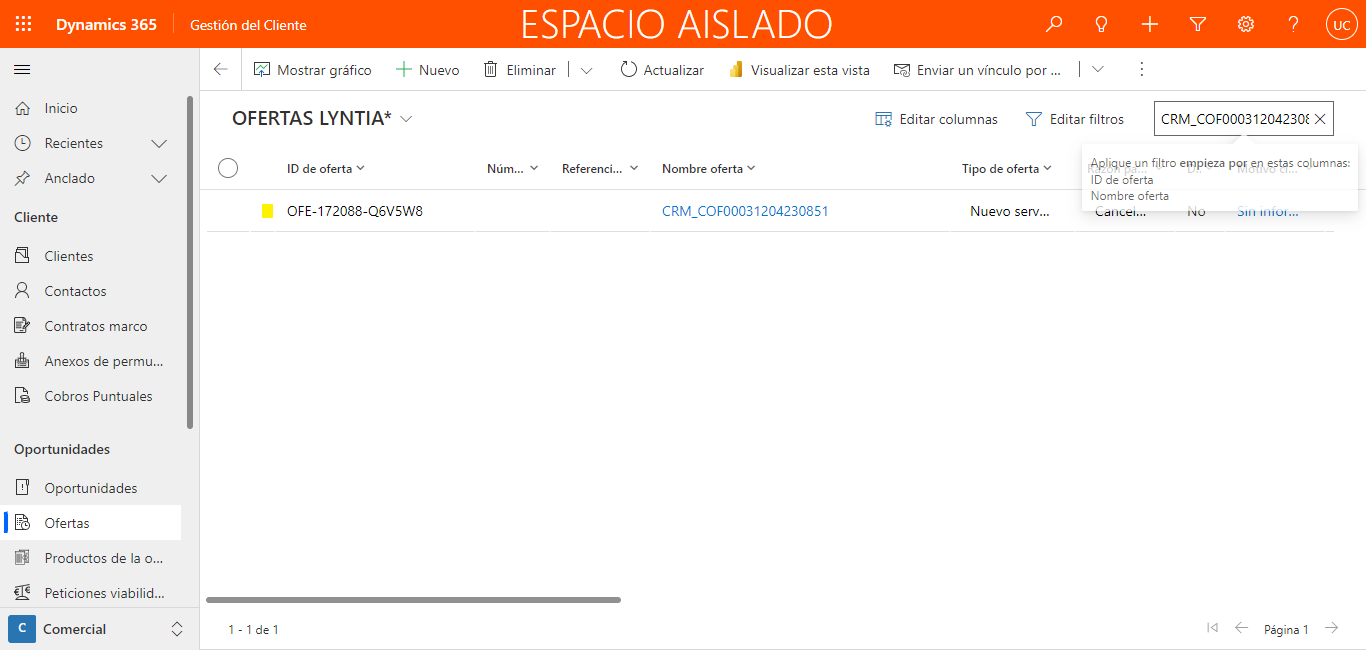 Dynamics 365
Gestión del Cliente
ESPACIO AISLADO
UC
Mostrar gráfico
Nuevo
Eliminar
Actualizar
Visualizar esta vista
Enviar un vínculo por ...
Inicio
Recientes
Anclado
Cliente
Clientes
Contactos
Contratos marco
Anexos de permu...
Cobros Puntuales
Oportunidades
Oportunidades
Ofertas
Productos de la o...
Peticiones viabilid...
C
Comercial
OFERTAS LYNTIA*
Editar columnas
Editar filtros
CRM_COF000312042308
Aplique un filtro empieza por en estas columnas:
ID de oferta
Nombre oferta
ID de oferta
Núm...
Referenci...
Nombre oferta
Tipo de oferta
Razón pa...
D...
Motivo ci...
OFE-172088-Q6V5W8
CRM_COF00031204230851
Nuevo serv...
Cancel...
No
Sin infor...
1 - 1 de 1
Página 1